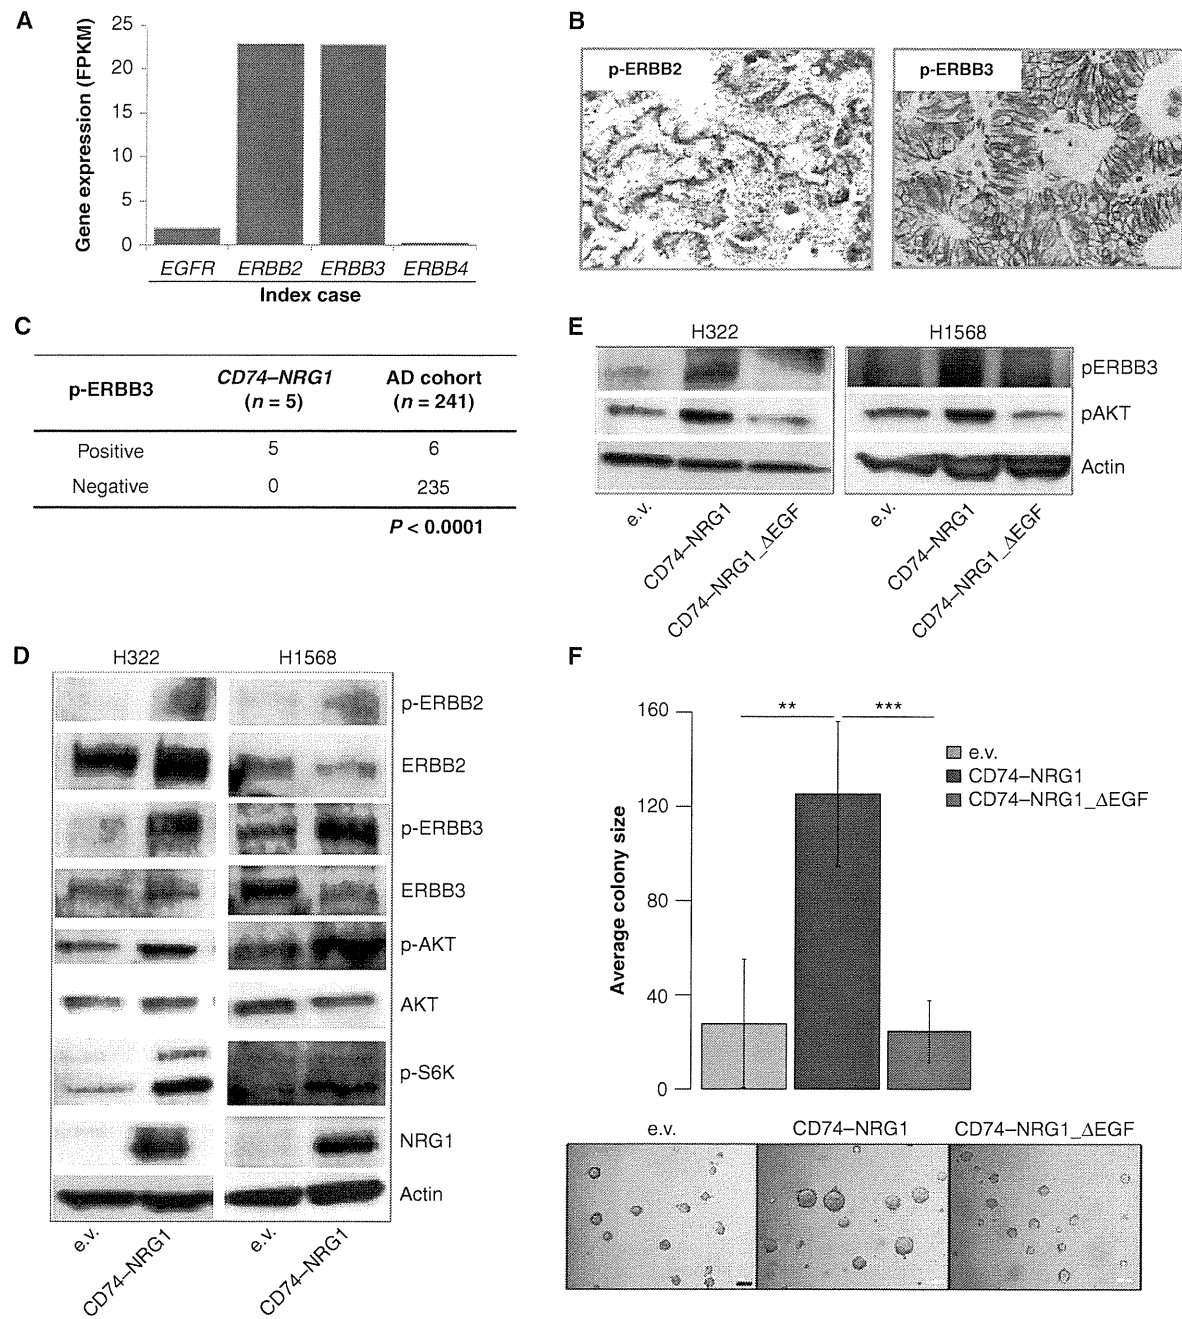 A
Gene expression (FPKM)
25
20
15
10
5
0
EGFR ERBB2 ERBB3 ERBB4
Index case
B
p-ERBB2
p-ERBB3
C
p-ERBB3
CD74–NRG1
(n = 5)
AD cohort
(n = 241)
Positive 5 6
Negative 0 235
P < 0.0001
D
H322 H1568
p-ERBB2
ERBB2
p-ERBB3
ERBB3
p-AKT
AKT
p-S6K
NRG1
Actin
e.v. CD74–NRG1 e.v. CD74–NRG1
E
H322 H1568
pERBB3
pAKT
Actin
e.v. CD74–NRG1 CD74–NRG1_ΔEGF e.v. CD74–NRG1 CD74–NRG1_ΔEGF
F
Average colony size
160
120
80
40
0
** ***
e.v.
CD74–NRG1
CD74–NRG1_ΔEGF
e.v. CD74–NRG1 CD74–NRG1_ΔEGF